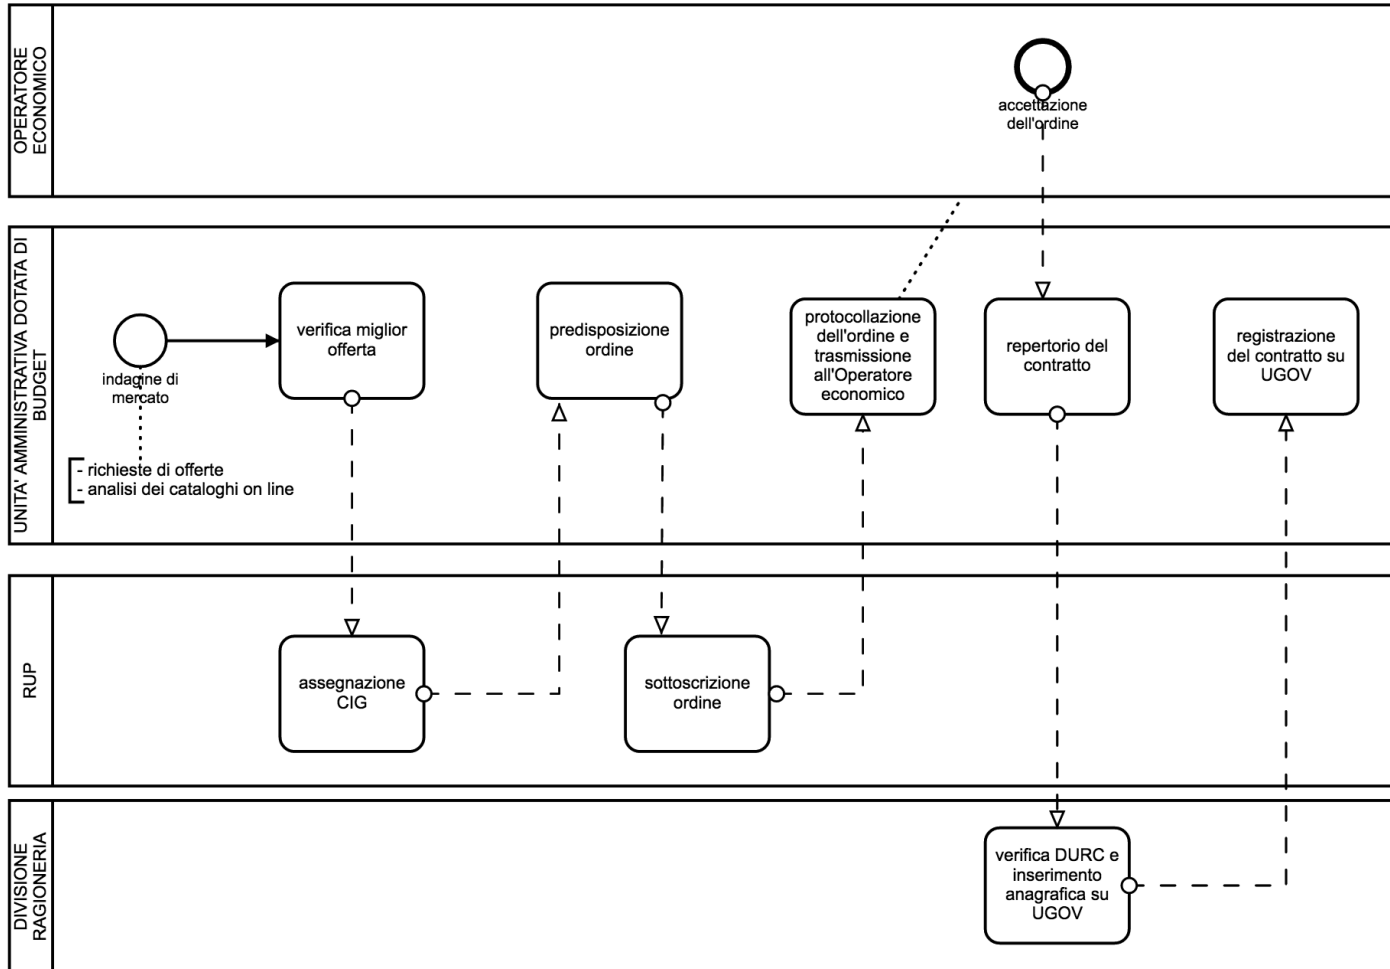 OPERATORE
ECONOMICO
accettazione
dell'ordine
UNITA' AMMINISTRATIVA DOTATA DI
BUDGET
indagine di
mercato
- richieste di offerte
- analisi dei cataloghi on line
verifica miglior
offerta
predisposizione
ordine
protocollazione
dell'ordine e
trasmissione
all'Operatore
economico
repertorio del
contratto
registrazione
del contratto su
UGOV
RUP
assegnazione
CIG
sottoscrizione
ordine
DIVISIONE
RAGIONERIA
verifica DURC e
inserimento
anagrafica su
UGOV